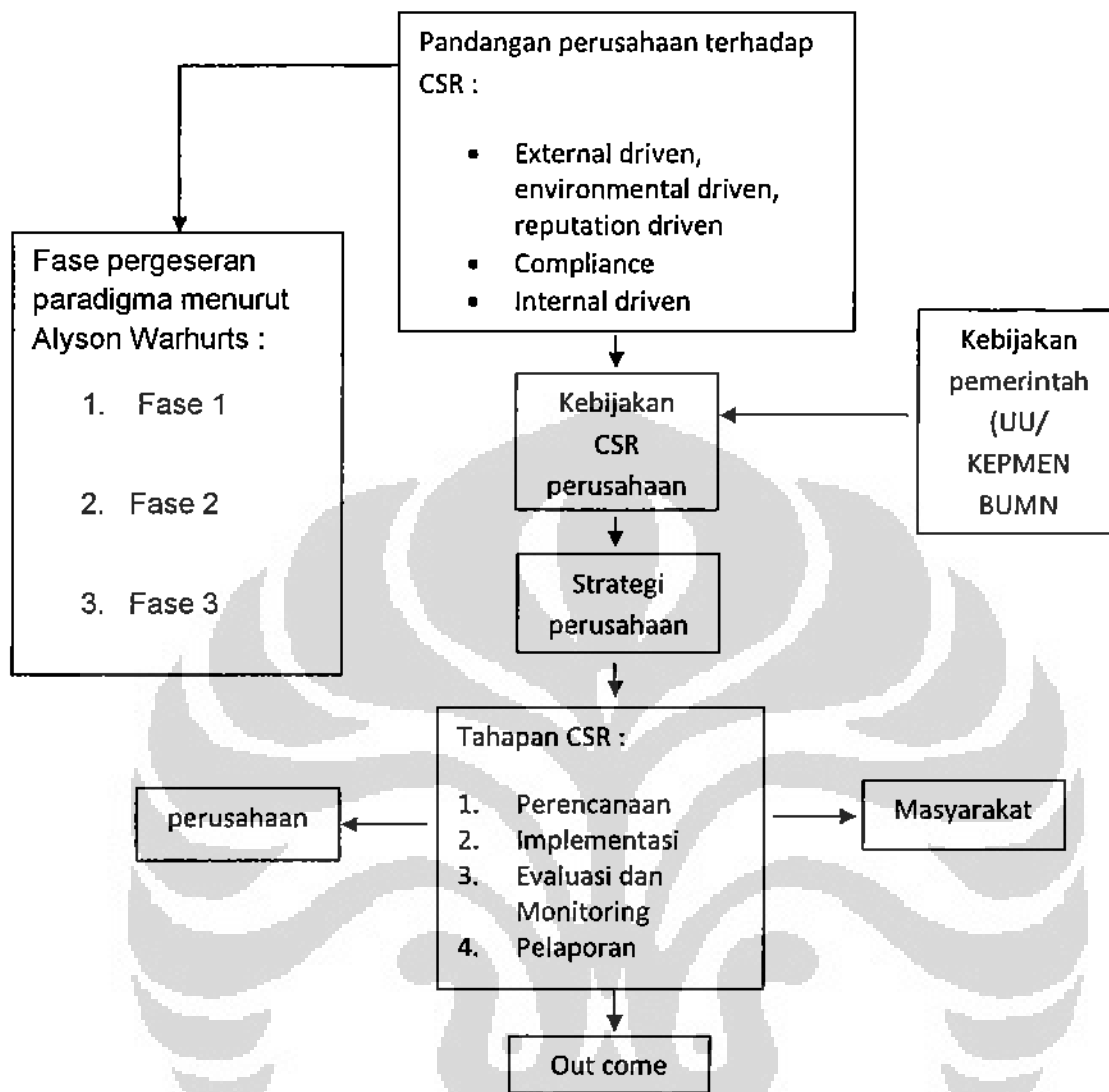 Pandangan perusahaan terhadap
CSR :
• External driven,
environmental driven,
reputation driven
• Compliance
• Internal driven
Fase pergeseran
paradigma menurut
Alyson Warhurts :
1. Fase 1
2. Fase 2
3. Fase 3
Kebijakan
pemerintah
(UU/
KEPMEN
BUMN
Kebijakan
CSR
perusahaan
Strategi
perusahaan
Tahapan CSR :
1. Perencanaan
2. Implementasi
3. Evaluasi dan
Monitoring
4. Pelaporan
perusahaan
Masyarakat
Out come